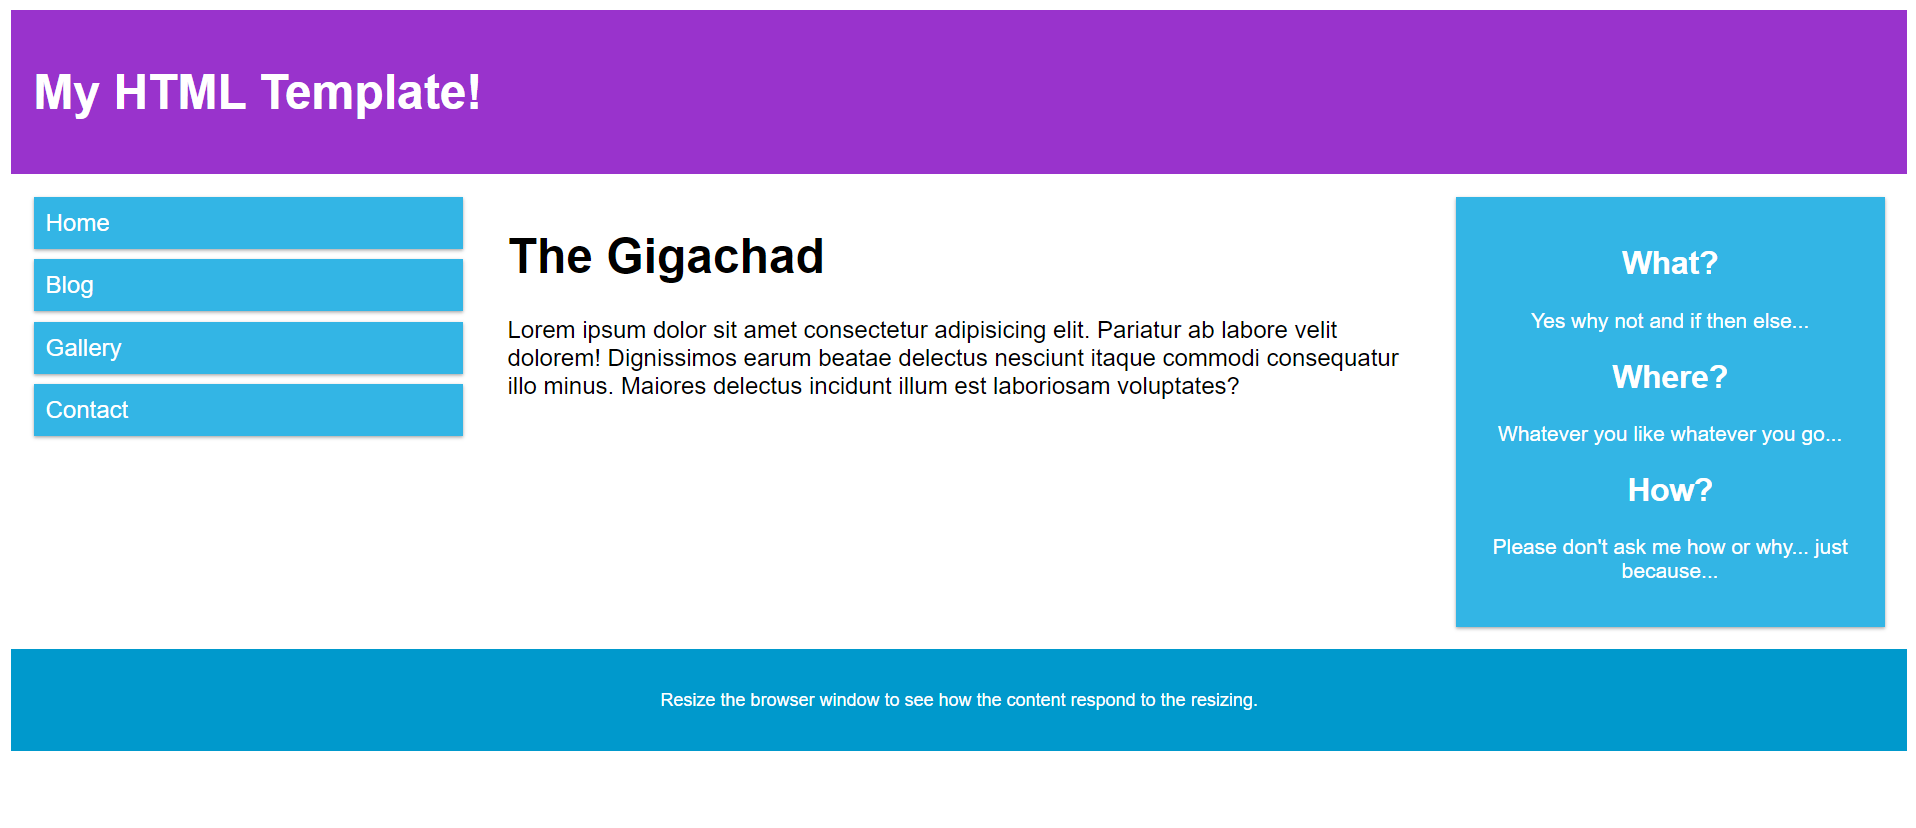 My HTML Template!
Home
Blog
Gallery
Contact
The Gigachad
Lorem ipsum dolor sit amet consectetur adipisicing elit. Pariatur ab labore velit
dolorem! Dignissimos earum beatae delectus nesciunt itaque commodi consequatur
illo minus. Maiores delectus incidunt illum est laboriosam voluptates?
What?
Yes why not and if then else...
Where?
Whatever you like whatever you go...
How?
Please don't ask me how or why... just
because...
Resize the browser window to see how the content respond to the resizing.